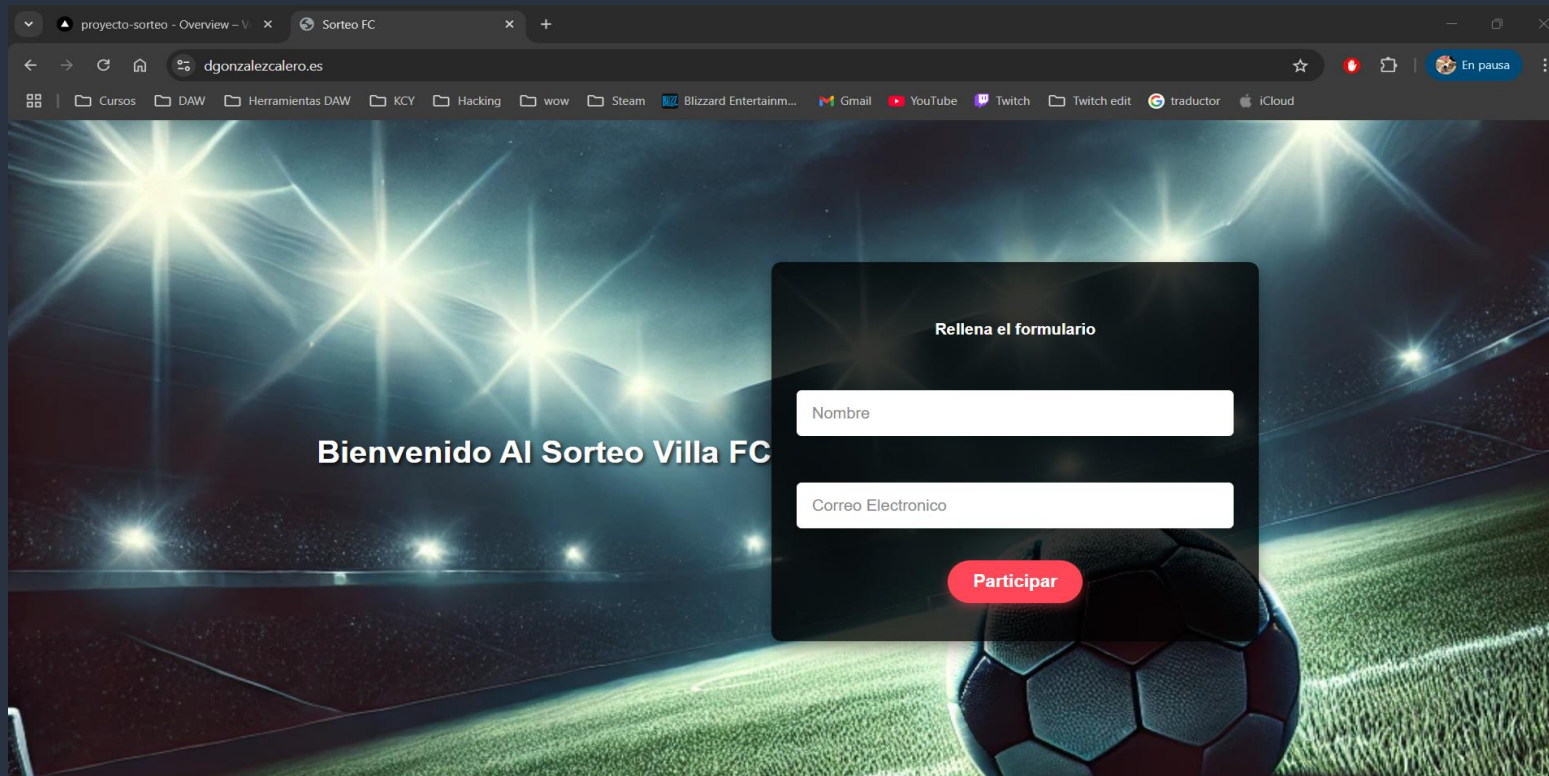 proyecto-sorteo - Overview – V
Sorteo FC
dgonzalezcalero.es
En pausa
Cursos DAW Herramientas DAW KCY Hacking wow Steam Blizzard Entertainm... Gmail YouTube Twitch Twitch edit traductor iCloud
Rellena el formulario
Nombre
Bienvenido Al Sorteo Villa FC
Correo Electronico
Participar